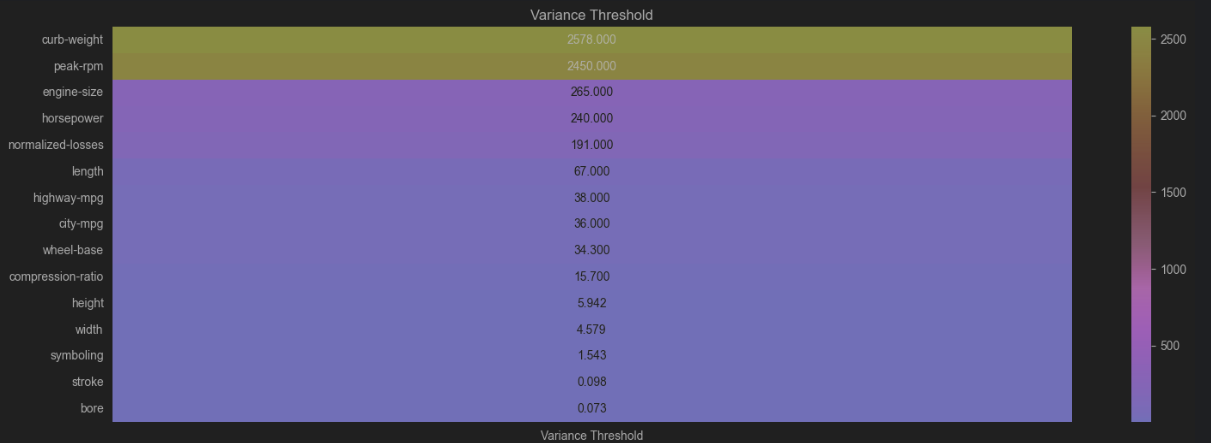 Variance Threshold
curb-weight 2578.000
peak-rpm 2450.000
engine-size 265.000
horsepower 240.000
normalized-losses 191.000
length 67.000
highway-mpg 38.000
city-mpg 36.000
wheel-base 34.300
compression-ratio 15.700
height 5.942
width 4.579
symboling 1.543
stroke 0.098
bore 0.073
Variance Threshold
2500
2000
1500
1000
500